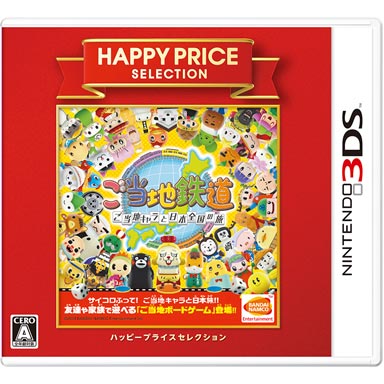 HAPPY PRICE
SELECTION
NINTENDO 3DS
ご当地鉄道
ご当地キャラと日本全国の旅
サイコロふって! ご当地キャラと日本旅!!
友達や家族で遊べる「ご当地ボードゲーム」登場!!
BANDAI
NAMCO
Entertainment
CERO
A
全年齢対象
ハッピープライスセレクション